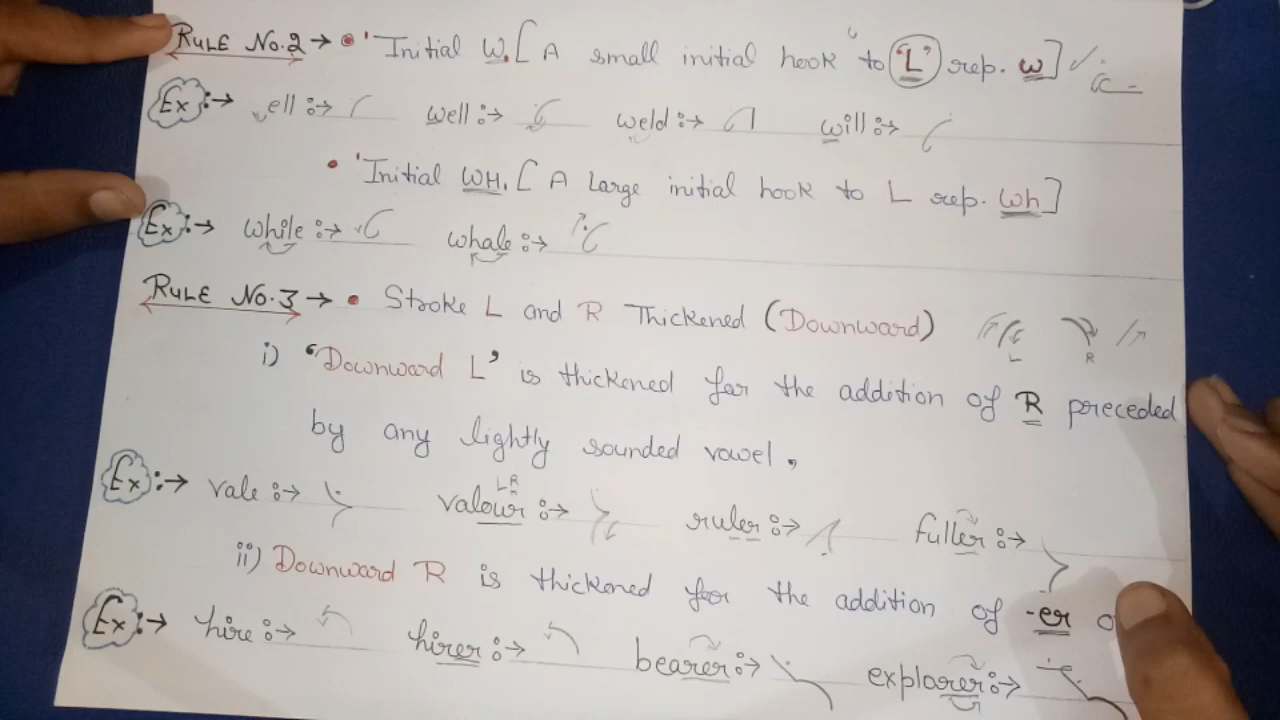 RULE No.2 → • 'Initial W. [ A small initial hook to 'L' rep. w ]
Ex :→ ell :→ well :→ weld :→ will :→
• 'Initial WH. [ A Large initial hook to L rep. wh ]
Ex :→ while :→ whale :→
RULE No.3 → • Stroke L and R Thickened (Downward)
L R
i) 'Downward L' is thickened for the addition of R preceded
by any lightly sounded vowel,
LR
Ex :→ vale :→ valour :→ ruler :→ fuller :→
ii) Downward R is thickened for the addition of -er
Ex :→ hire :→ hirer :→ bearer :→ explorer :→